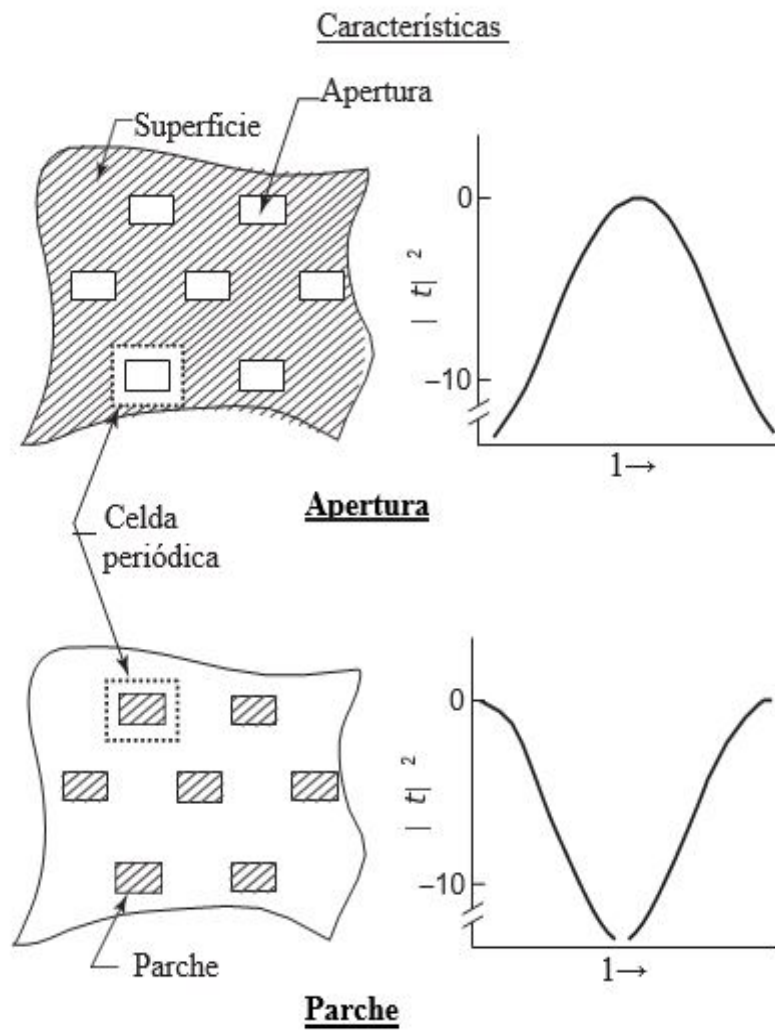 Características
Apertura
Superficie
0
| t | ²
−10
1→
Apertura
Celda
periódica
0
| t | ²
−10
1→
Parche
Parche